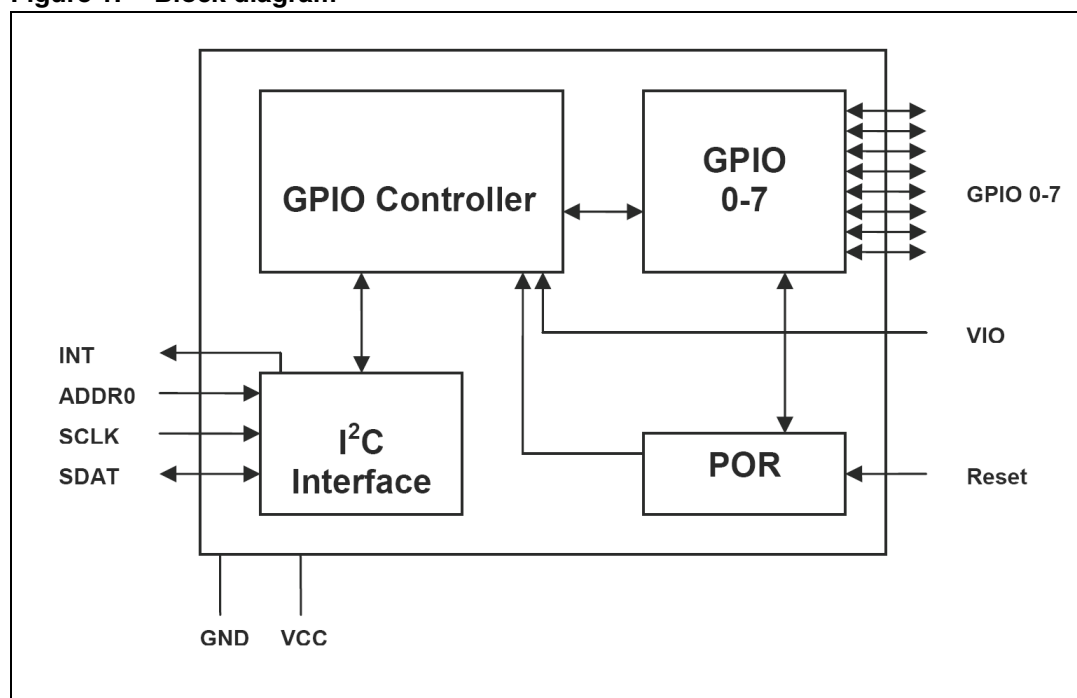 Figure 1. Block diagram
GPIO Controller
GPIO
0-7
GPIO 0-7
VIO
INT
ADDR0
SCLK
SDAT
I²C
Interface
POR
Reset
GND
VCC